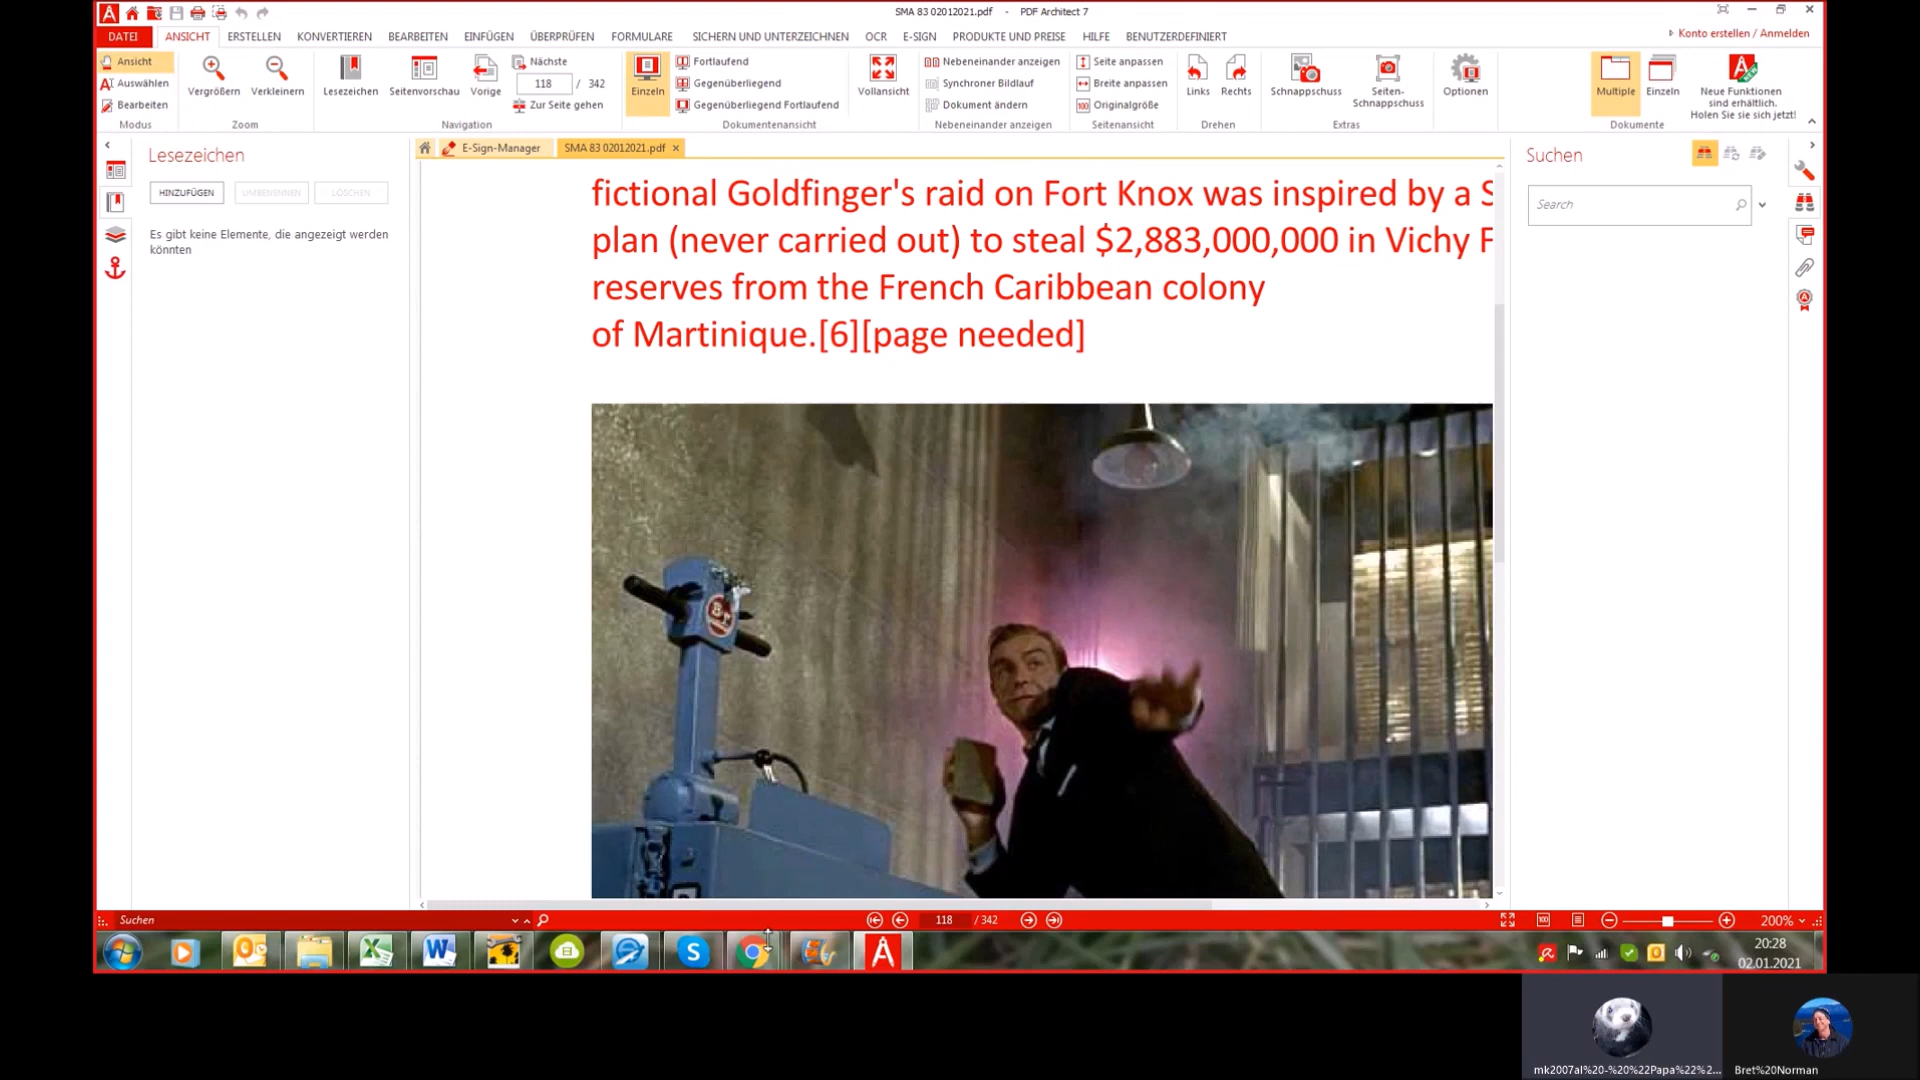 SMA 83 02012021.pdf - PDF Architect 7
DATEI ANSICHT ERSTELLEN KONVERTIEREN BEARBEITEN EINFÜGEN ÜBERPRÜFEN FORMULARE SICHERN UND UNTERZEICHNEN OCR E-SIGN PRODUKTE UND PREISE HILFE BENUTZERDEFINIERT
Konto erstellen / Anmelden
Ansicht
Auswählen
Bearbeiten
Modus
Vergrößern Verkleinern
Zoom
Lesezeichen Seitenvorschau Vorige
Nächste
118 / 342
Zur Seite gehen
Navigation
Einzeln
Fortlaufend
Gegenüberliegend
Gegenüberliegend Fortlaufend
Dokumentenansicht
Vollansicht
Nebeneinander anzeigen
Synchroner Bildlauf
Dokument ändern
Nebeneinander anzeigen
Seite anpassen
Breite anpassen
100 Originalgröße
Seitenansicht
Links Rechts
Drehen
Schnappschuss
Seiten-
Schnappschuss
Extras
Optionen
Multiple Einzeln
Dokumente
Neue Funktionen
sind erhältlich.
Holen Sie sie sich jetzt!
Lesezeichen
HINZUFÜGEN UMBENENNEN LÖSCHEN
Es gibt keine Elemente, die angezeigt werden
könnten
E-Sign-Manager SMA 83 02012021.pdf
Suchen
Search
fictional Goldfinger's raid on Fort Knox was inspired by a S
plan (never carried out) to steal $2,883,000,000 in Vichy F
reserves from the French Caribbean colony
of Martinique.[6][page needed]
Suchen
118 / 342
200%
20:28
02.01.2021
mk2007al%20-%20%22Papa%22%2...
Bret%20Norman